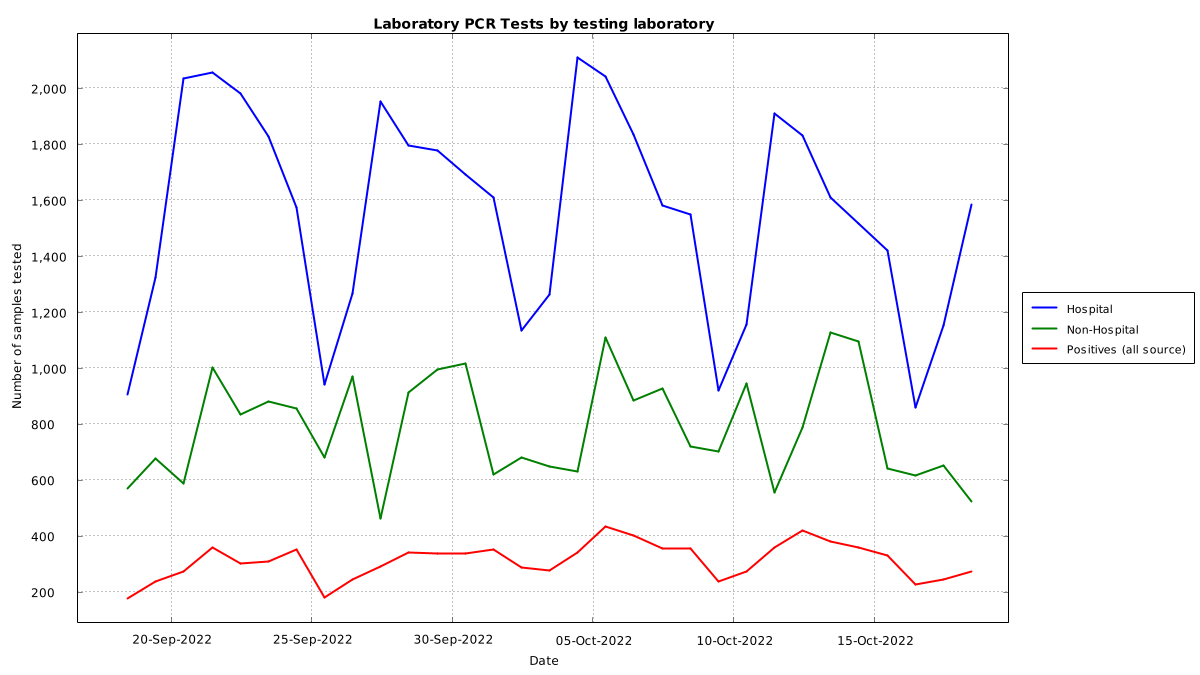 Laboratory PCR Tests by testing laboratory
Number of samples tested
2,000
1,800
1,600
1,400
1,200
1,000
800
600
400
200
20-Sep-2022
25-Sep-2022
30-Sep-2022
05-Oct-2022
10-Oct-2022
15-Oct-2022
Date
Hospital
Non-Hospital
Positives (all source)